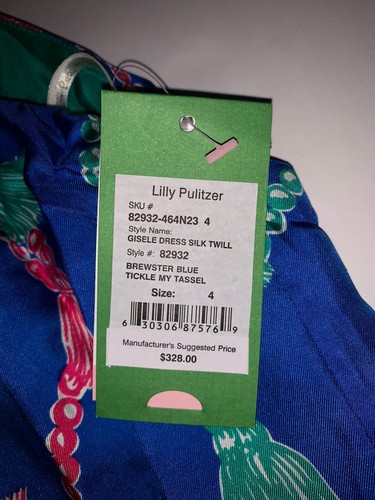 Lilly Pulitzer
SKU #
82932-464N23 4
Style Name:
GISELE DRESS SILK TWILL
Style #: 82932
BREWSTER BLUE
TICKLE MY TASSEL
Size: 4
6 30306 87576 9
Manufacturer's Suggested Price
$328.00